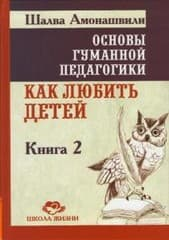 Шалва Амонашвили
ОСНОВЫ
ГУМАННОЙ
ПЕДАГОГИКИ
КАК ЛЮБИТЬ
ДЕТЕЙ
Книга 2
ШКОЛА ЖИЗНИ